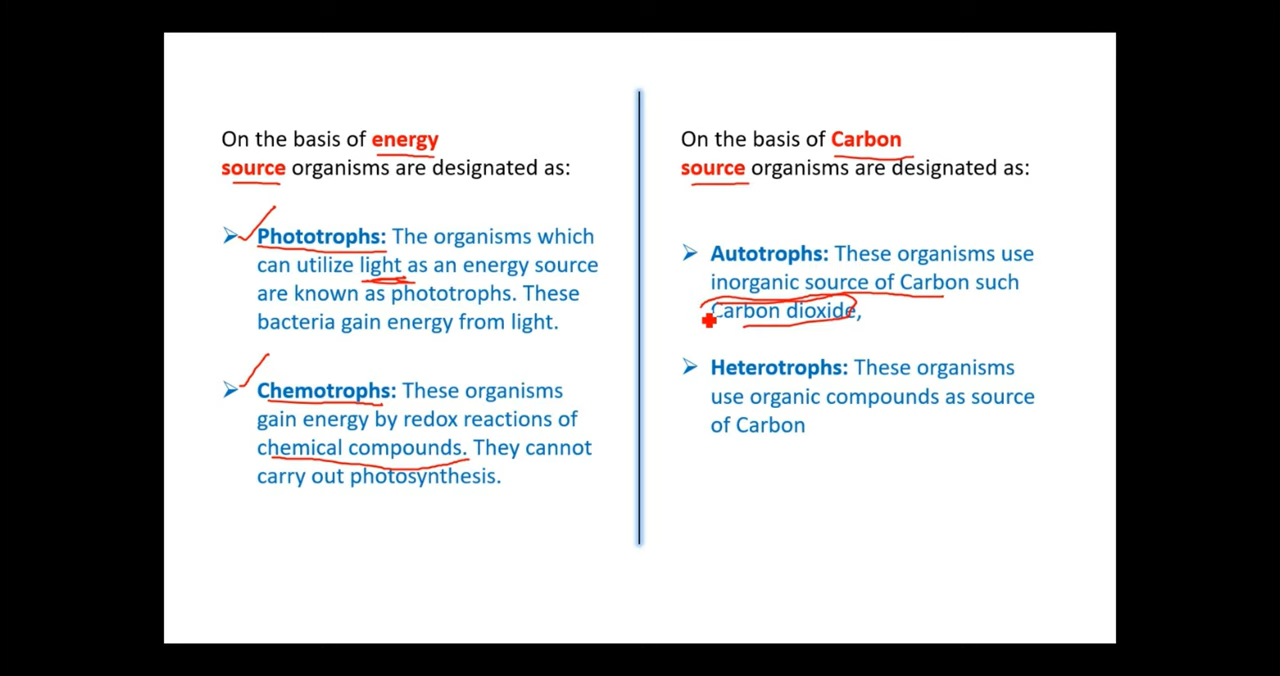 On the basis of energy
source organisms are designated as:
➢ Phototrophs: The organisms which
can utilize light as an energy source
are known as phototrophs. These
bacteria gain energy from light.
➢ Chemotrophs: These organisms
gain energy by redox reactions of
chemical compounds. They cannot
carry out photosynthesis.
On the basis of Carbon
source organisms are designated as:
➢ Autotrophs: These organisms use
inorganic source of Carbon such
Carbon dioxide,
➢ Heterotrophs: These organisms
use organic compounds as source
of Carbon